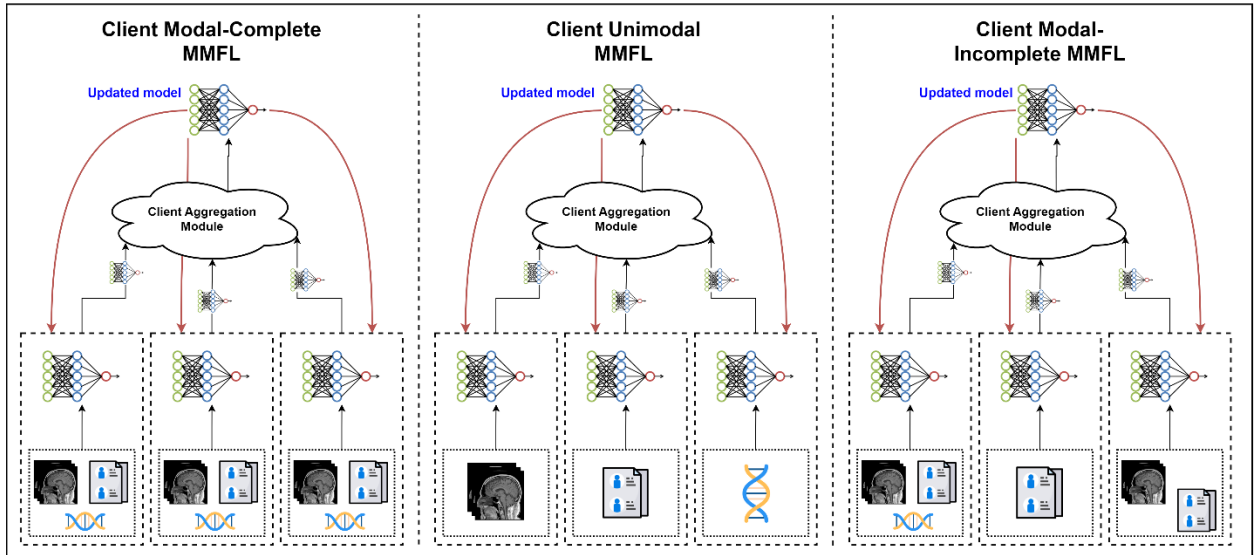 Client Modal-Complete
MMFL
Updated model
Client Aggregation
Module
Client Unimodal
MMFL
Updated model
Client Aggregation
Module
Client Modal-
Incomplete MMFL
Updated model
Client Aggregation
Module